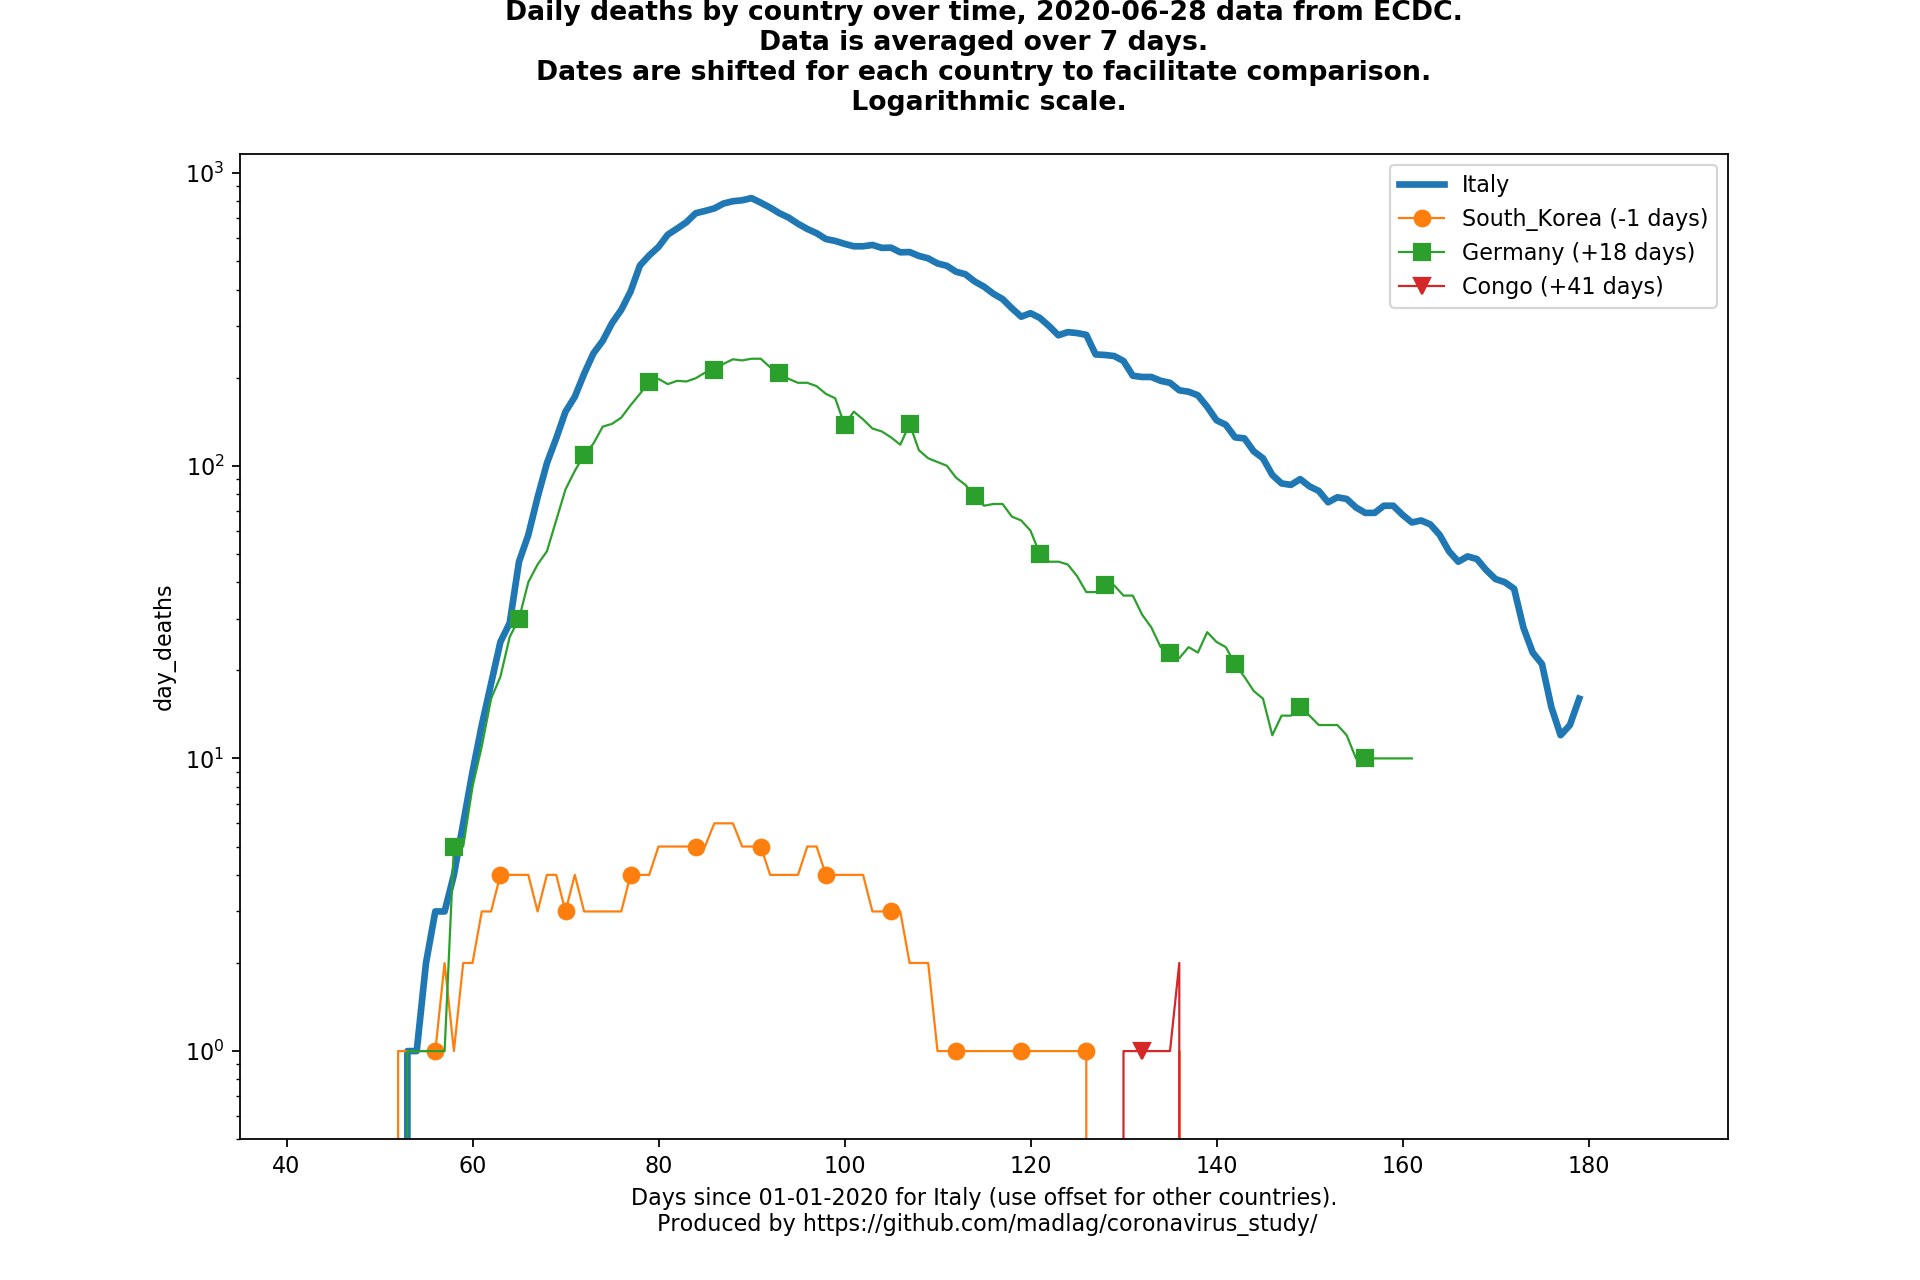 Daily deaths by country over time, 2020-06-28 data from ECDC.
Data is averaged over 7 days.
Dates are shifted for each country to facilitate comparison.
Logarithmic scale.
10³
10²
10¹
10⁰
day_deaths
Italy
South_Korea (-1 days)
Germany (+18 days)
Congo (+41 days)
40 60 80 100 120 140 160 180
Days since 01-01-2020 for Italy (use offset for other countries).
Produced by https://github.com/madlag/coronavirus_study/